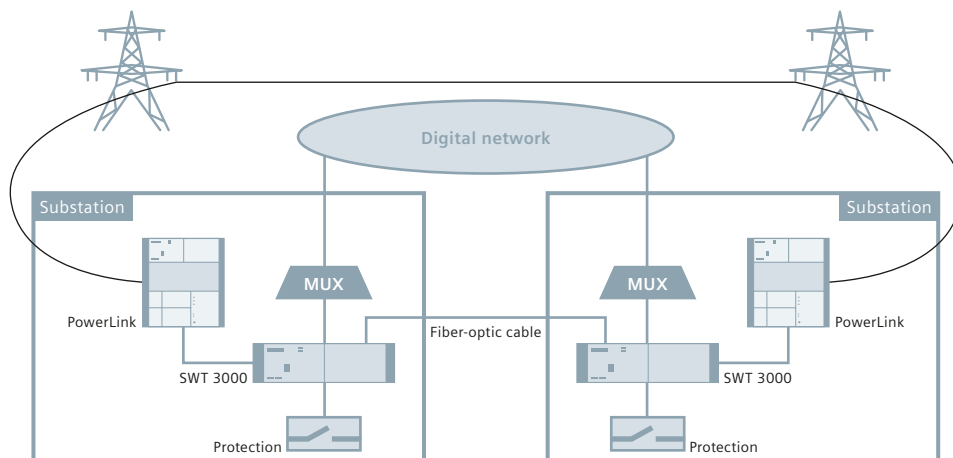 Digital network
Substation
Substation
MUX
MUX
PowerLink
Fiber-optic cable
PowerLink
SWT 3000
SWT 3000
Protection
Protection